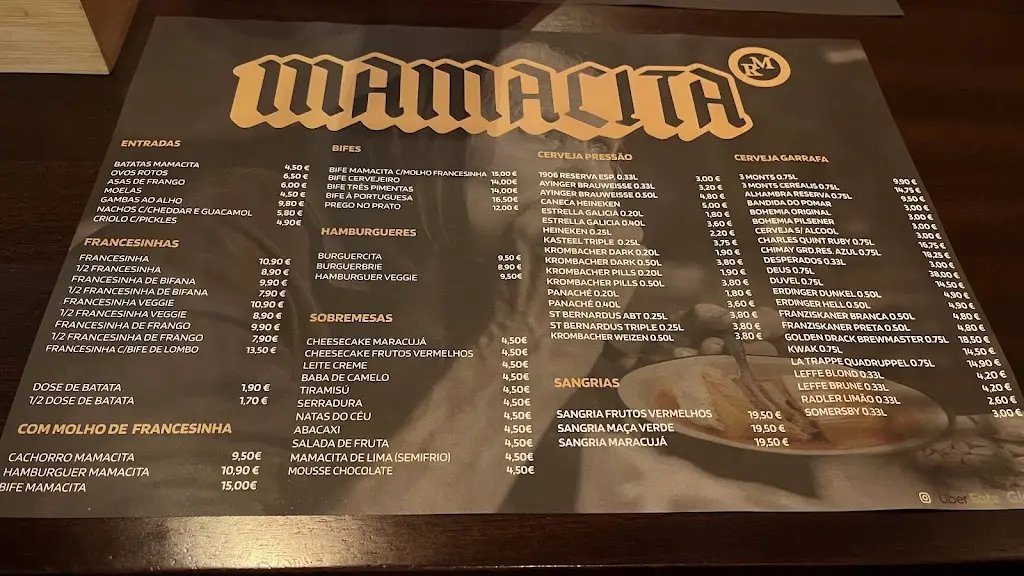 MAMACITA
RM
ENTRADAS
BATATAS MAMACITA 4,50 €
OVOS ROTOS 6,50 €
ASAS DE FRANGO 6,00 €
MOELAS 4,50 €
GAMBAS AO ALHO 9,80 €
NACHOS C/CHEDDAR E GUACAMOL 5,80 €
CRIOLO C/PICKLES 4,90€
FRANCESINHAS
FRANCESINHA 10,90 €
1/2 FRANCESINHA 8,90 €
FRANCESINHA DE BIFANA 9,90 €
1/2 FRANCESINHA DE BIFANA 7,90 €
FRANCESINHA VEGGIE 10,90 €
1/2 FRANCESINHA VEGGIE 8,90 €
FRANCESINHA DE FRANGO 9,90 €
1/2 FRANCESINHA DE FRANGO 7,90€
FRANCESINHA C/BIFE DE LOMBO 13,50 €
DOSE DE BATATA 1,90 €
1/2 DOSE DE BATATA 1,70 €
COM MOLHO DE FRANCESINHA
CACHORRO MAMACITA 9,50€
HAMBURGUER MAMACITA 10,90 €
BIFE MAMACITA 15,00€
BIFES
BIFE MAMACITA C/MOLHO FRANCESINHA 15,00 €
BIFE CERVEJEIRO 14,00€
BIFE TRÊS PIMENTAS 14,00 €
BIFE À PORTUGUESA 16,50€
PREGO NO PRATO 12,00 €
HAMBURGUERES
BURGUERCITA 9,50 €
BURGUERBRIE 8,90 €
HAMBURGUER VEGGIE 9,50€
SOBREMESAS
CHEESECAKE MARACUJÁ 4,50€
CHEESECAKE FRUTOS VERMELHOS 4,50€
LEITE CREME 4,50€
BABA DE CAMELO 4,50€
TIRAMISÚ 4,50€
SERRADURA 4,50€
NATAS DO CÉU 4,50€
ABACAXI 4,50€
SALADA DE FRUTA 4,50€
MAMACITA DE LIMA (SEMIFRIO) 4,50€
MOUSSE CHOCOLATE 4,50€
CERVEJA PRESSÃO
1906 RESERVA ESP. 0.33L 3,00 €
AYINGER BRAUWEISSE 0.33L 3,20 €
AYINGER BRAUWEISSE 0.50L 4,80 €
CANECA HEINEKEN 5,00 €
ESTRELLA GALICIA 0.20L 1,80 €
ESTRELLA GALICIA 0.40L 3,60 €
HEINEKEN 0.25L 2,20 €
KASTEEL TRIPLE 0.25L 3,75 €
KROMBACHER DARK 0.20L 1,90 €
KROMBACHER DARK 0.50L 3,80 €
KROMBACHER PILLS 0.20L 1,90 €
KROMBACHER PILLS 0.50L 3,80 €
PANACHÉ 0.20L 1,80 €
PANACHÉ 0.40L 3,60 €
ST BERNARDUS ABT 0.25L 3,80 €
ST BERNARDUS TRIPLE 0.25L 3,80 €
KROMBACHER WEIZEN 0.50L 3,80 €
SANGRIAS
SANGRIA FRUTOS VERMELHOS 19,50 €
SANGRIA MAÇA VERDE 19,50 €
SANGRIA MARACUJÁ 19,50 €
CERVEJA GARRAFA
3 MONTS 0.75L 9,90 €
3 MONTS CEREALS 0.75L 14,75 €
ALHAMBRA RESERVA 0.75L 9,50 €
BANDIDA DO POMAR 3,00 €
BOHEMIA ORIGINAL 3,00 €
BOHEMIA PILSENER 3,00 €
CERVEJA S/ ALCOOL 3,00 €
CHARLES QUINT RUBY 0.75L 16,75 €
CHIMAY GRD.RES. AZUL 0.75L 18,25 €
DESPERADOS 0.33L 3,00 €
DEUS 0.75L 38,00 €
DUVEL 0.75L 14,50 €
ERDINGER DUNKEL 0.50L 4,90 €
ERDINGER HELL 0.50L 4,90 €
FRANZISKANER BRANCA 0.50L 4,80 €
FRANZISKANER PRETA 0.50L 4,80 €
GOLDEN DRACK BREWMASTER 0.75L 18,50 €
KWAK 0.75L 14,50 €
LA TRAPPE QUADRUPPEL 0.75L 14,90 €
LEFFE BLOND 0.33L 4,20 €
LEFFE BRUNE 0.33L 4,20 €
RADLER LIMÃO 0.33L 2,60 €
SOMERSBY 0.33L 3,00 €
Uber Eats